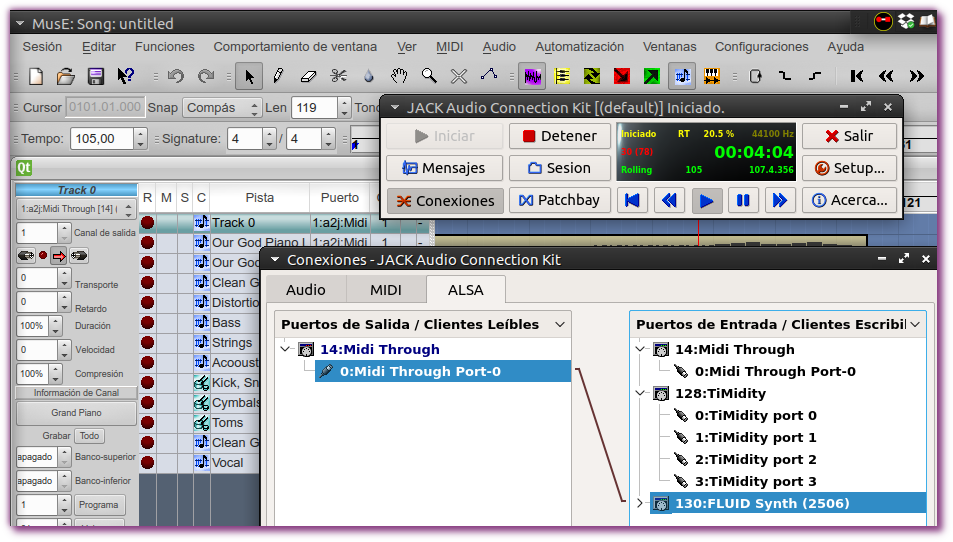 MusE: Song: untitled
Sesión Editar Funciones Comportamiento de ventana Ver MIDI Audio Automatización Ventanas Configuraciones Ayuda
Cursor 0101.01.000 Snap Compás Len 119
Tempo: 105,00 Signature: 4 / 4
JACK Audio Connection Kit [(default)] Iniciado.
Iniciar Detener Salir
Mensajes Sesion Setup...
Conexiones Patchbay Acerca...
Iniciado RT 20.5 % 44100 Hz
00:04:04
Rolling 105 107.4.356
121
Qt
Track 0
1:a2j:Midi Through [14] (
1 Canal de salida
0 Transporte
0 Retardo
100% Duración
0 Velocidad
100% Compresión
Información de Canal
Grand Piano
Grabar Todo
apagado Banco-superior
apagado Banco-inferior
1 Programa
R M S C Pista Puerto
Track 0 1:a2j:Midi 1 -
Our God Piano 1:a2j:Midi 1 -
Our God
Clean G
Distortio
Bass
Strings
Acooust
Kick, Sn
Cymbals
Toms
Clean G
Vocal
Conexiones - JACK Audio Connection Kit
Audio MIDI ALSA
Puertos de Salida / Clientes Leíbles
14:Midi Through
0:Midi Through Port-0
Puertos de Entrada / Clientes Escribil
14:Midi Through
0:Midi Through Port-0
128:TiMidity
0:TiMidity port 0
1:TiMidity port 1
2:TiMidity port 2
3:TiMidity port 3
130:FLUID Synth (2506)